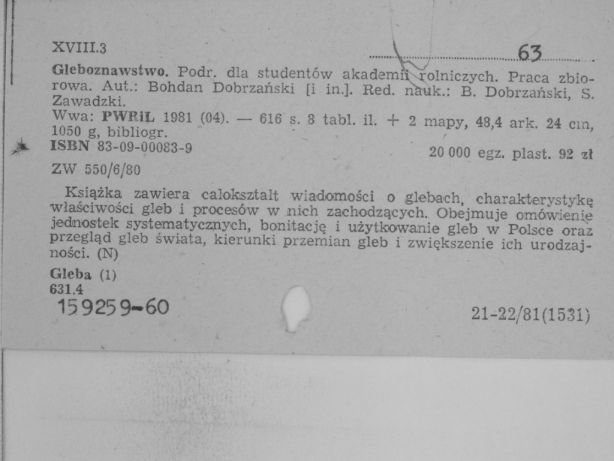 XVIII.3
63
Gleboznawstwo. Podr. dla studentów akademii rolniczych. Praca zbio-
rowa. Aut.: Bohdan Dobrzański [i in.]. Red. nauk.: B. Dobrzański, S.
Zawadzki.
Wwa: PWRiL 1981 (04). — 616 s. 8 tabl. il. + 2 mapy, 48,4 ark. 24 cm,
1050 g, bibliogr.
ISBN 83-09-00083-9 20 000 egz. plast. 92 zł
ZW 550/6/80
Książka zawiera całokształt wiadomości o glebach, charakterystykę
właściwości gleb i procesów w nich zachodzących. Obejmuje omówienie
jednostek systematycznych, bonitację i użytkowanie gleb w Polsce oraz
przegląd gleb świata, kierunki przemian gleb i zwiększenie ich urodzaj-
ności. (N)
Gleba (1)
631.4
159259-60
21-22/81(1531)